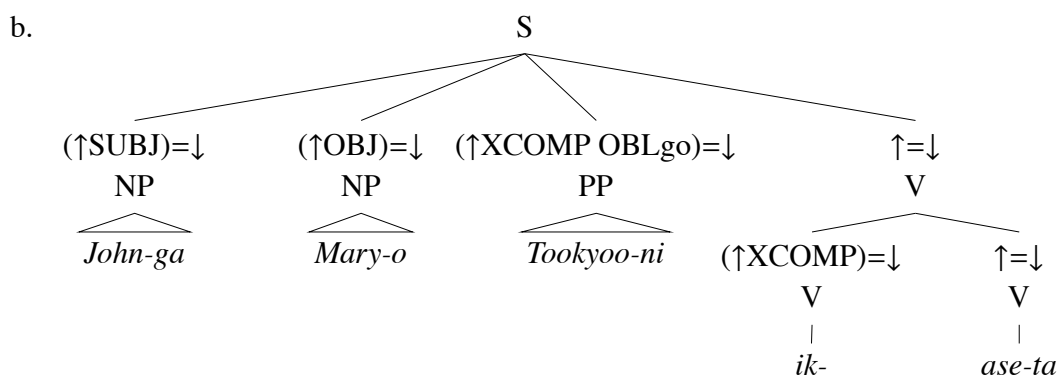 b. S
(↑SUBJ)=↓ (↑OBJ)=↓ (↑XCOMP OBLgo)=↓ ↑=↓
NP NP PP V
John-ga Mary-o Tookyoo-ni (↑XCOMP)=↓ ↑=↓
V V
ik- ase-ta